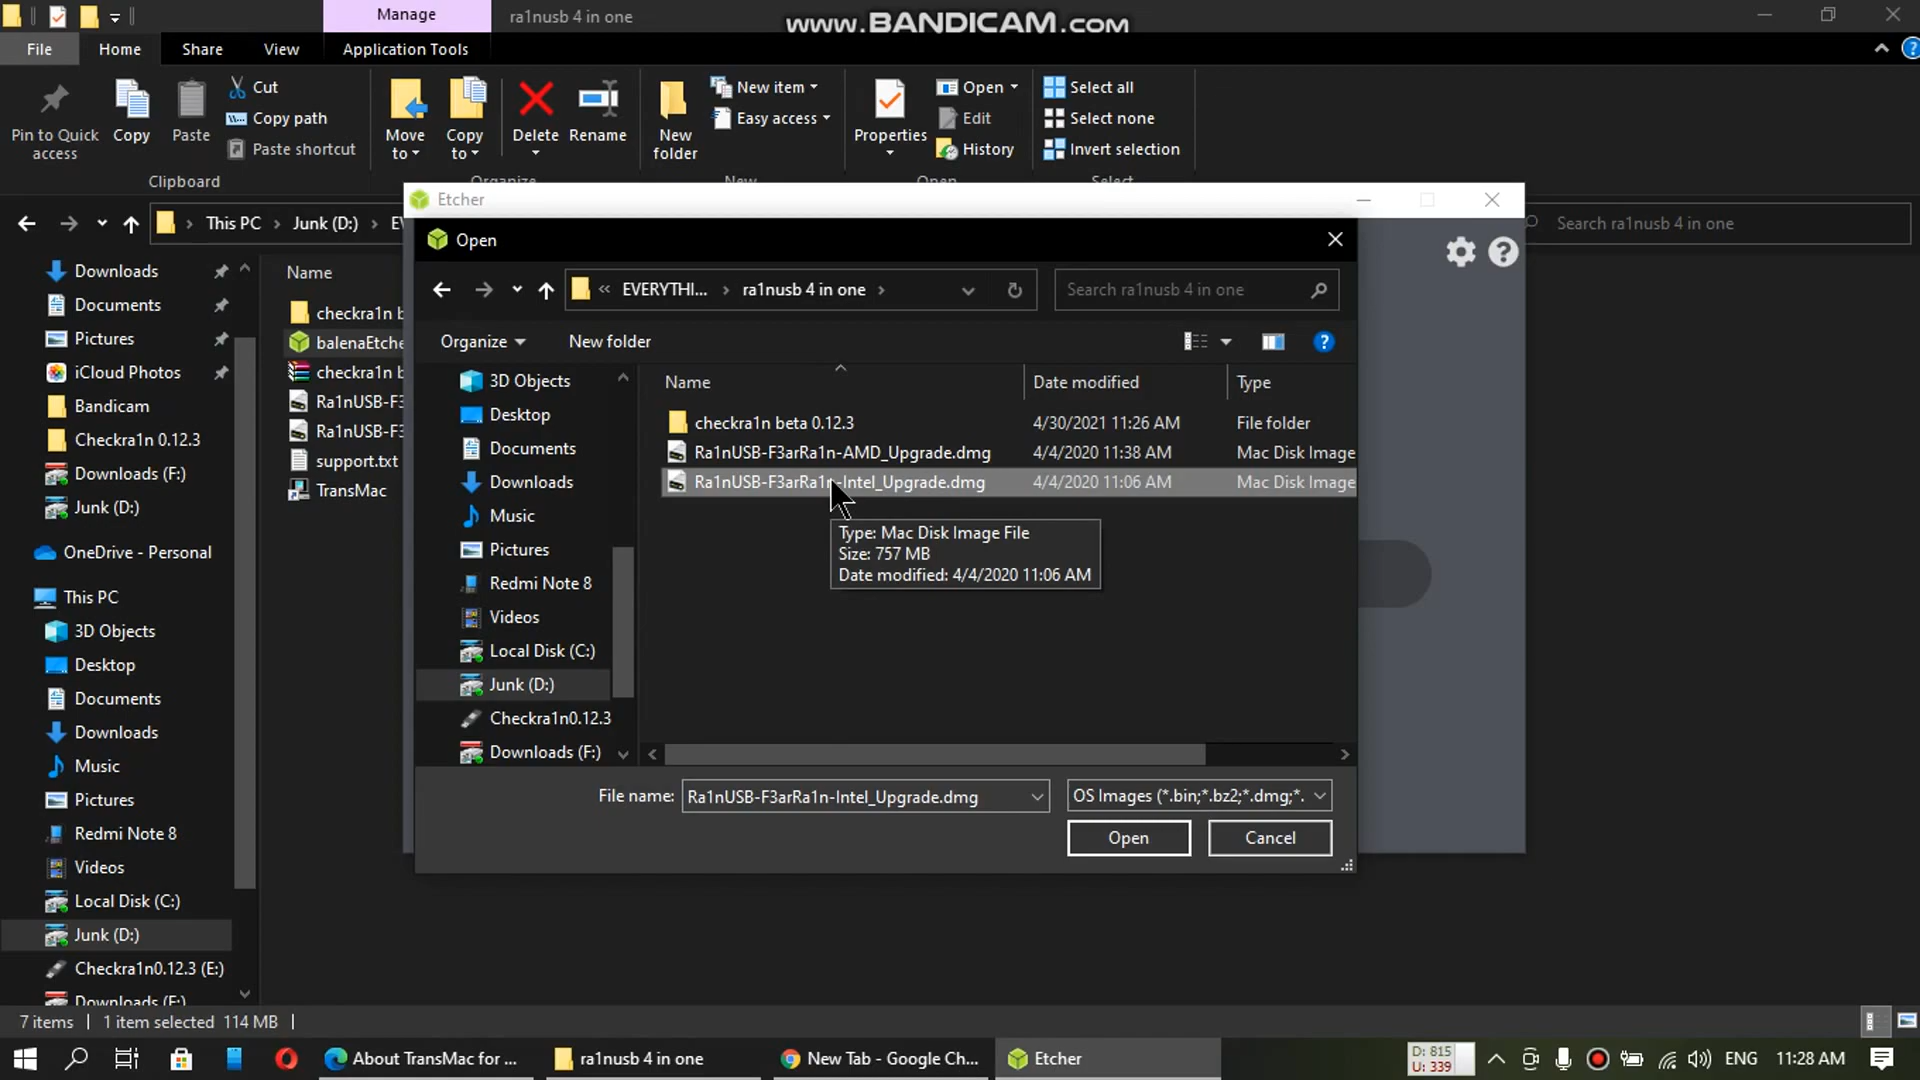 Manage
ra1nusb 4 in one
www.BANDICAM.com
File
Home
Share
View
Application Tools
Pin to Quick access
Copy
Paste
Cut
Copy path
Paste shortcut
Clipboard
Move to
Copy to
Delete
Rename
Organize
New folder
New item
Easy access
New
Properties
Open
Edit
History
Open
Select all
Select none
Invert selection
Select
This PC
Junk (D:)
Search ra1nusb 4 in one
Downloads
Documents
Pictures
iCloud Photos
Bandicam
Checkra1n 0.12.3
Downloads (F:)
Junk (D:)
OneDrive - Personal
This PC
3D Objects
Desktop
Documents
Downloads
Music
Pictures
Redmi Note 8
Videos
Local Disk (C:)
Junk (D:)
Checkra1n0.12.3 (E:)
Downloads (F:)
Name
checkra1n b
balenaEtche
checkra1n b
Ra1nUSB-F3
Ra1nUSB-F3
support.txt
TransMac
Etcher
Open
« EVERYTHI...
ra1nusb 4 in one
Search ra1nusb 4 in one
Organize
New folder
3D Objects
Desktop
Documents
Downloads
Music
Pictures
Redmi Note 8
Videos
Local Disk (C:)
Junk (D:)
Checkra1n0.12.3
Downloads (F:)
Name Date modified Type
checkra1n beta 0.12.3 4/30/2021 11:26 AM File folder
Ra1nUSB-F3arRa1n-AMD_Upgrade.dmg 4/4/2020 11:38 AM Mac Disk Image
Ra1nUSB-F3arRa1n-Intel_Upgrade.dmg 4/4/2020 11:06 AM Mac Disk Image
Type: Mac Disk Image File
Size: 757 MB
Date modified: 4/4/2020 11:06 AM
File name: Ra1nUSB-F3arRa1n-Intel_Upgrade.dmg
OS Images (*.bin;*.bz2;*.dmg;*.
Open
Cancel
7 items
1 item selected 114 MB
About TransMac for ...
ra1nusb 4 in one
New Tab - Google Ch...
Etcher
D: 815
U: 339
ENG
11:28 AM